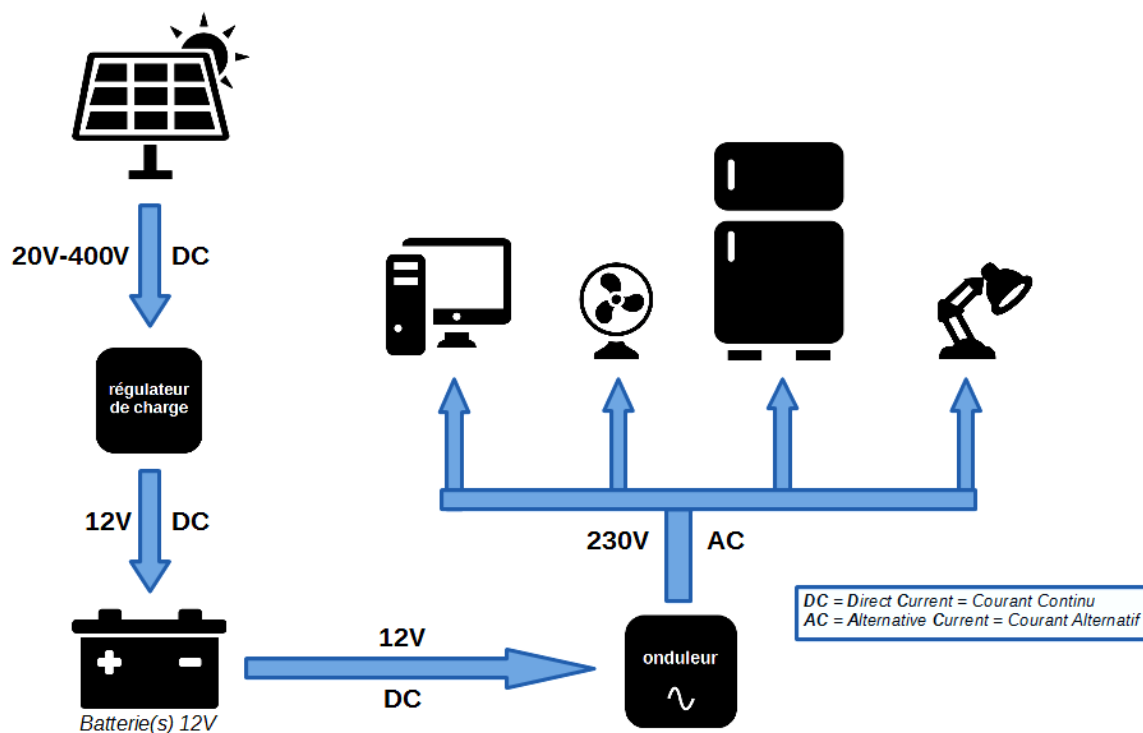 20V-400V DC
régulateur
de charge
12V DC
Batterie(s) 12V
12V
DC
onduleur
230V AC
DC = Direct Current = Courant Continu
AC = Alternative Current = Courant Alternatif